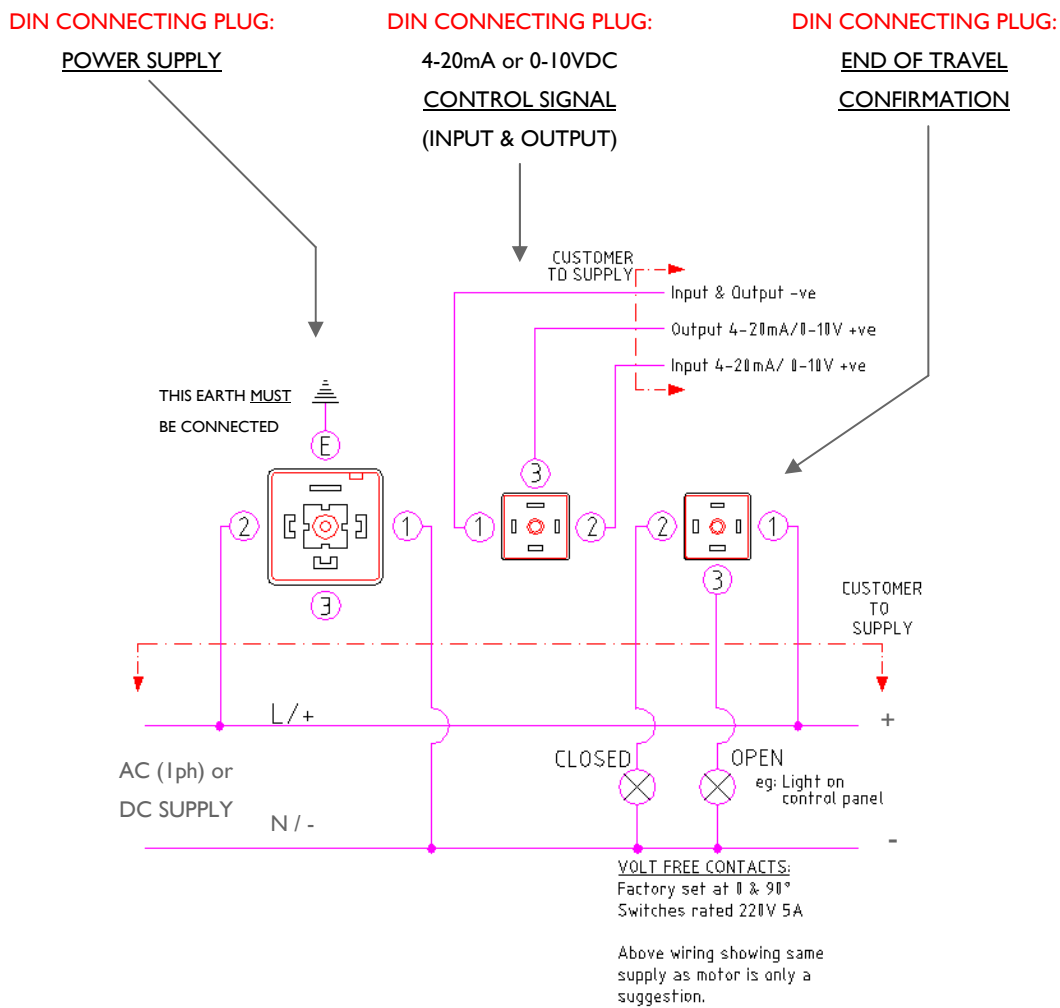 DIN CONNECTING PLUG:
POWER SUPPLY
DIN CONNECTING PLUG:
4-20mA or 0-10VDC
CONTROL SIGNAL
(INPUT & OUTPUT)
DIN CONNECTING PLUG:
END OF TRAVEL
CONFIRMATION
CUSTOMER
TO SUPPLY
Input & Output -ve
Output 4-20mA/0-10V +ve
Input 4-20mA/ 0-10V +ve
THIS EARTH MUST
BE CONNECTED
E
2
1
3
3
1
2
2
1
3
CUSTOMER
TO
SUPPLY
L/+
+
AC (1ph) or
DC SUPPLY
N / -
-
CLOSED
OPEN
eg: Light on
control panel
VOLT FREE CONTACTS:
Factory set at 0 & 90°
Switches rated 220V 5A
Above wiring showing same
supply as motor is only a
suggestion.